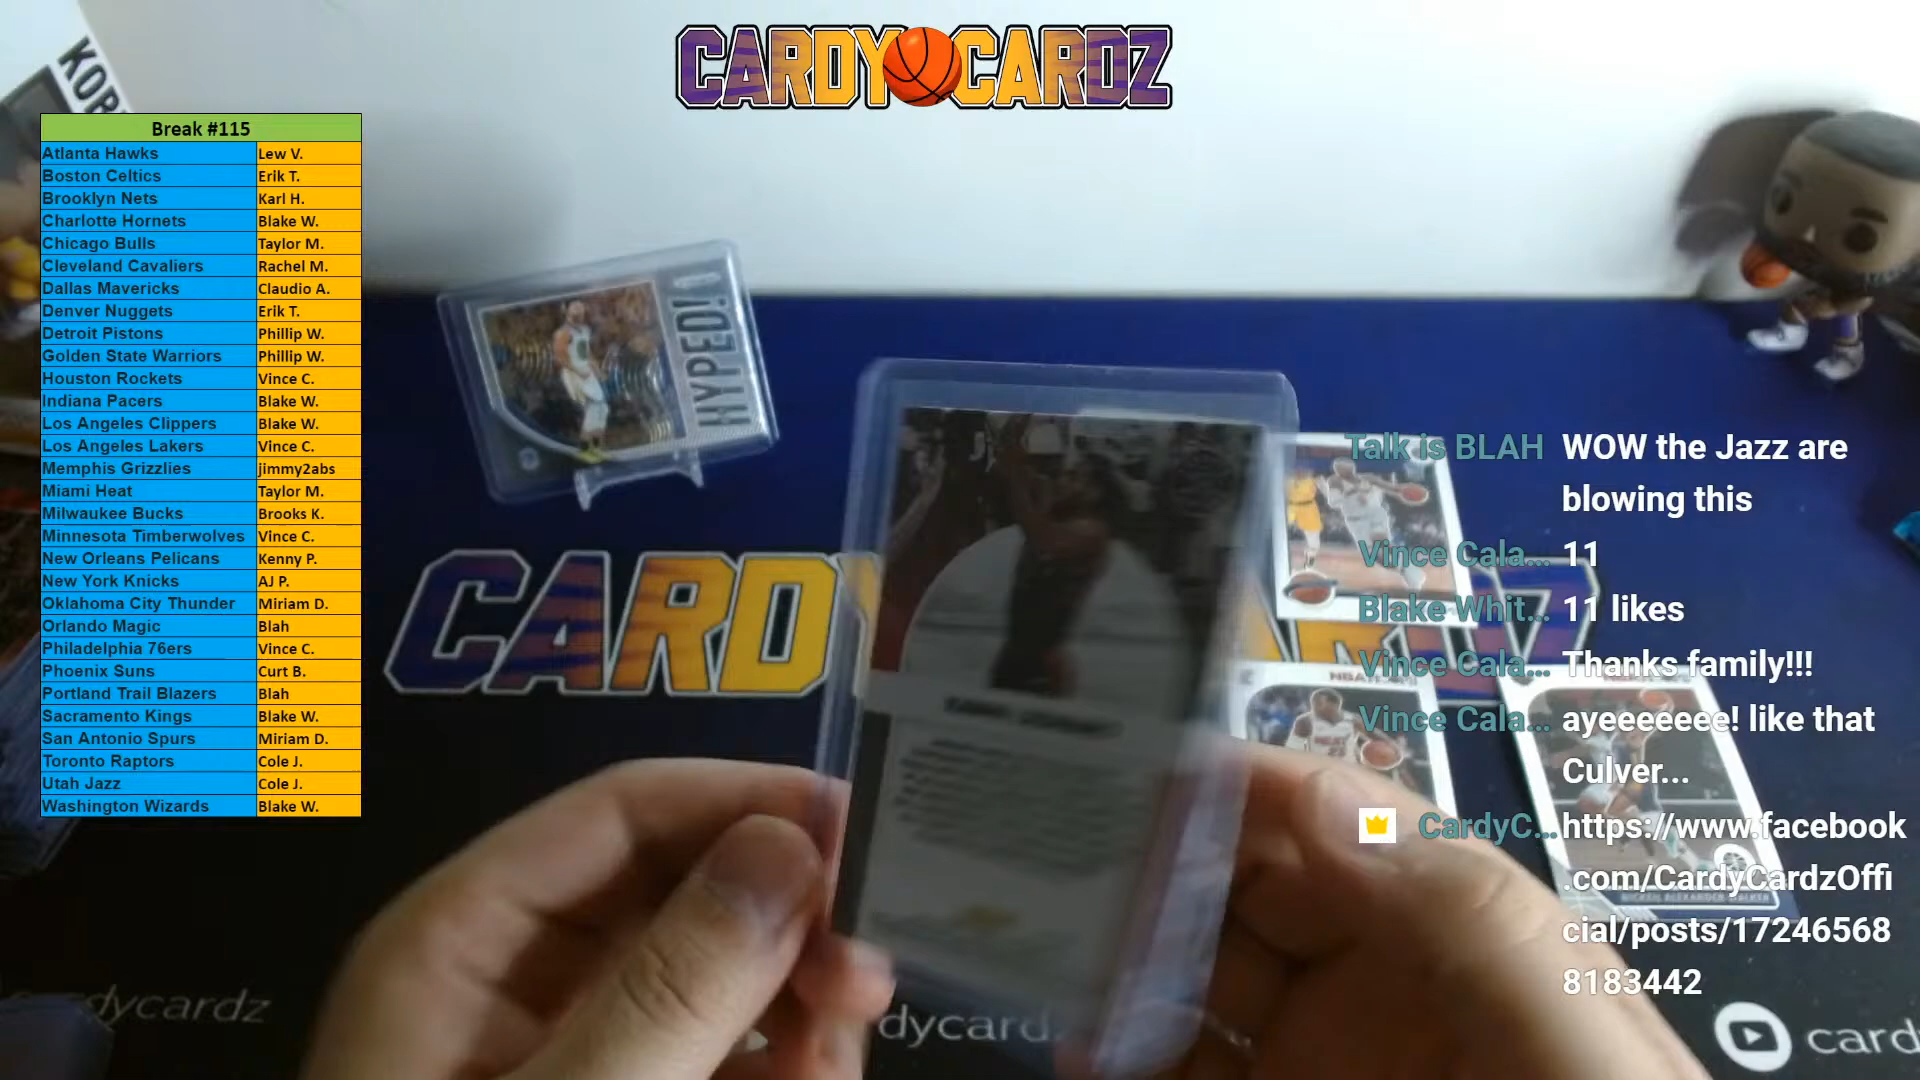 CARDY CARDZ
KOB
Break #115
Atlanta Hawks Lew V.
Boston Celtics Erik T.
Brooklyn Nets Karl H.
Charlotte Hornets Blake W.
Chicago Bulls Taylor M.
Cleveland Cavaliers Rachel M.
Dallas Mavericks Claudio A.
Denver Nuggets Erik T.
Detroit Pistons Phillip W.
Golden State Warriors Phillip W.
Houston Rockets Vince C.
Indiana Pacers Blake W.
Los Angeles Clippers Blake W.
Los Angeles Lakers Vince C.
Memphis Grizzlies jimmy2abs
Miami Heat Taylor M.
Milwaukee Bucks Brooks K.
Minnesota Timberwolves Vince C.
New Orleans Pelicans Kenny P.
New York Knicks AJ P.
Oklahoma City Thunder Miriam D.
Orlando Magic Blah
Philadelphia 76ers Vince C.
Phoenix Suns Curt B.
Portland Trail Blazers Blah
Sacramento Kings Blake W.
San Antonio Spurs Miriam D.
Toronto Raptors Cole J.
Utah Jazz Cole J.
Washington Wizards Blake W.
HYPED!
CARDY
Talk is BLAH WOW the Jazz are
blowing this
Vince Cala... 11
Blake Whit... 11 likes
Vince Cala... Thanks family!!!
Vince Cala... ayeeeeeee! like that
Culver...
CardyC... https://www.facebook
.com/CardyCardzOffi
cial/posts/17246568
8183442
HEAT
dycardz
dycard
card